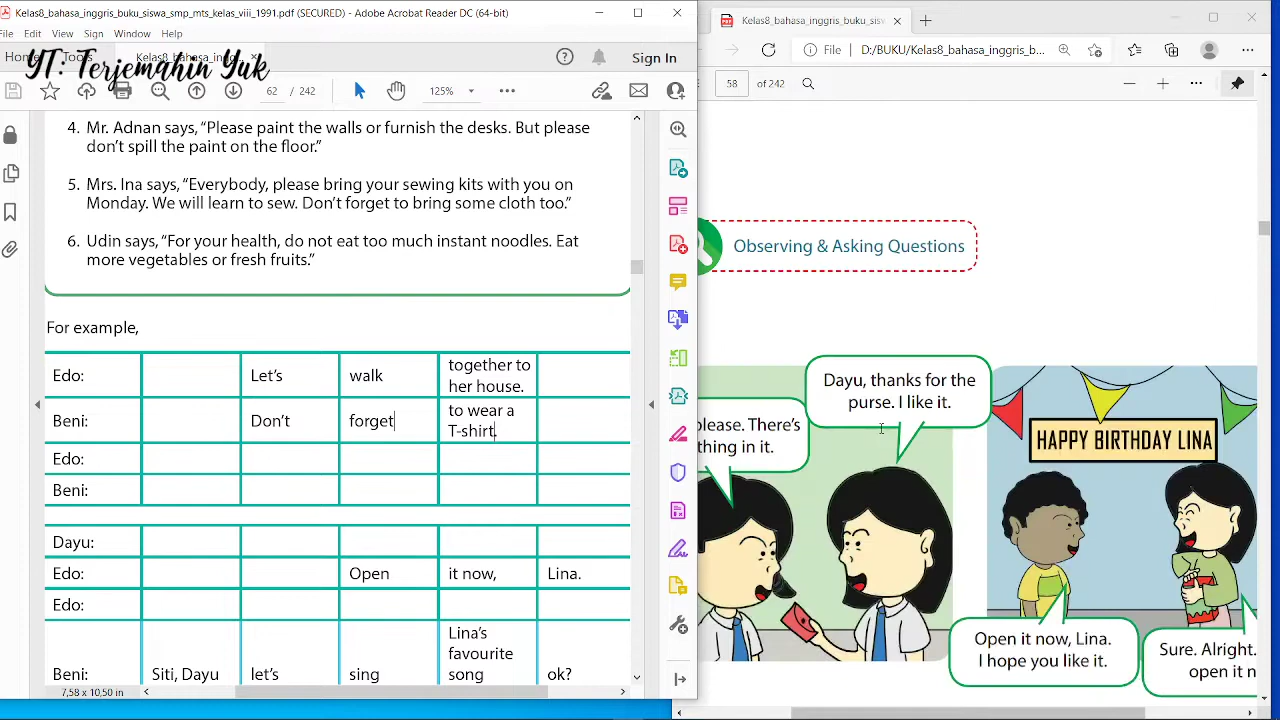 Kelas8_bahasa_inggris_buku_siswa_smp_mts_kelas_viii_1991.pdf (SECURED) - Adobe Acrobat Reader DC (64-bit)
File Edit View Sign Window Help
YT: Terjemahin Yuk
Sign In
62 / 242
125%
4. Mr. Adnan says, “Please paint the walls or furnish the desks. But please
don’t spill the paint on the floor.”
5. Mrs. Ina says, “Everybody, please bring your sewing kits with you on
Monday. We will learn to sew. Don’t forget to bring some cloth too.”
6. Udin says, “For your health, do not eat too much instant noodles. Eat
more vegetables or fresh fruits.”
For example,
Edo: Let’s walk together to
her house.
Beni: Don’t forget to wear a
T-shirt.
Edo:
Beni:
Dayu:
Edo: Open it now, Lina.
Edo:
Beni: Siti, Dayu let’s sing Lina’s
favourite
song
ok?
7,58 x 10,50 in
Kelas8_bahasa_inggris_buku_sisw
File D:/BUKU/Kelas8_bahasa_inggris_b...
58 of 242
Observing & Asking Questions
please. There’s
thing in it.
Dayu, thanks for the
purse. I like it.
HAPPY BIRTHDAY LINA
Open it now, Lina.
I hope you like it.
Sure. Alright.
open it n